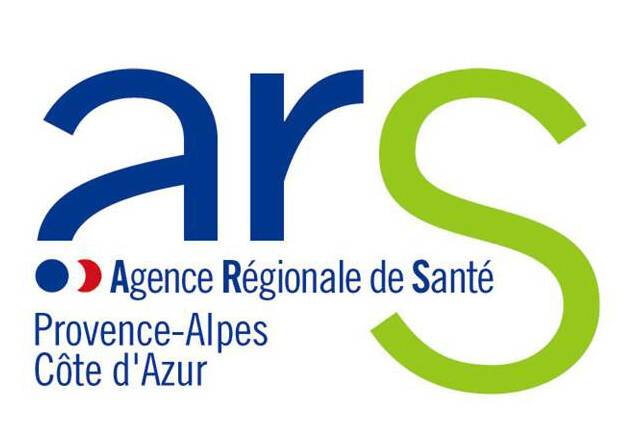 ars
Agence Régionale de Santé
Provence-Alpes
Côte d'Azur